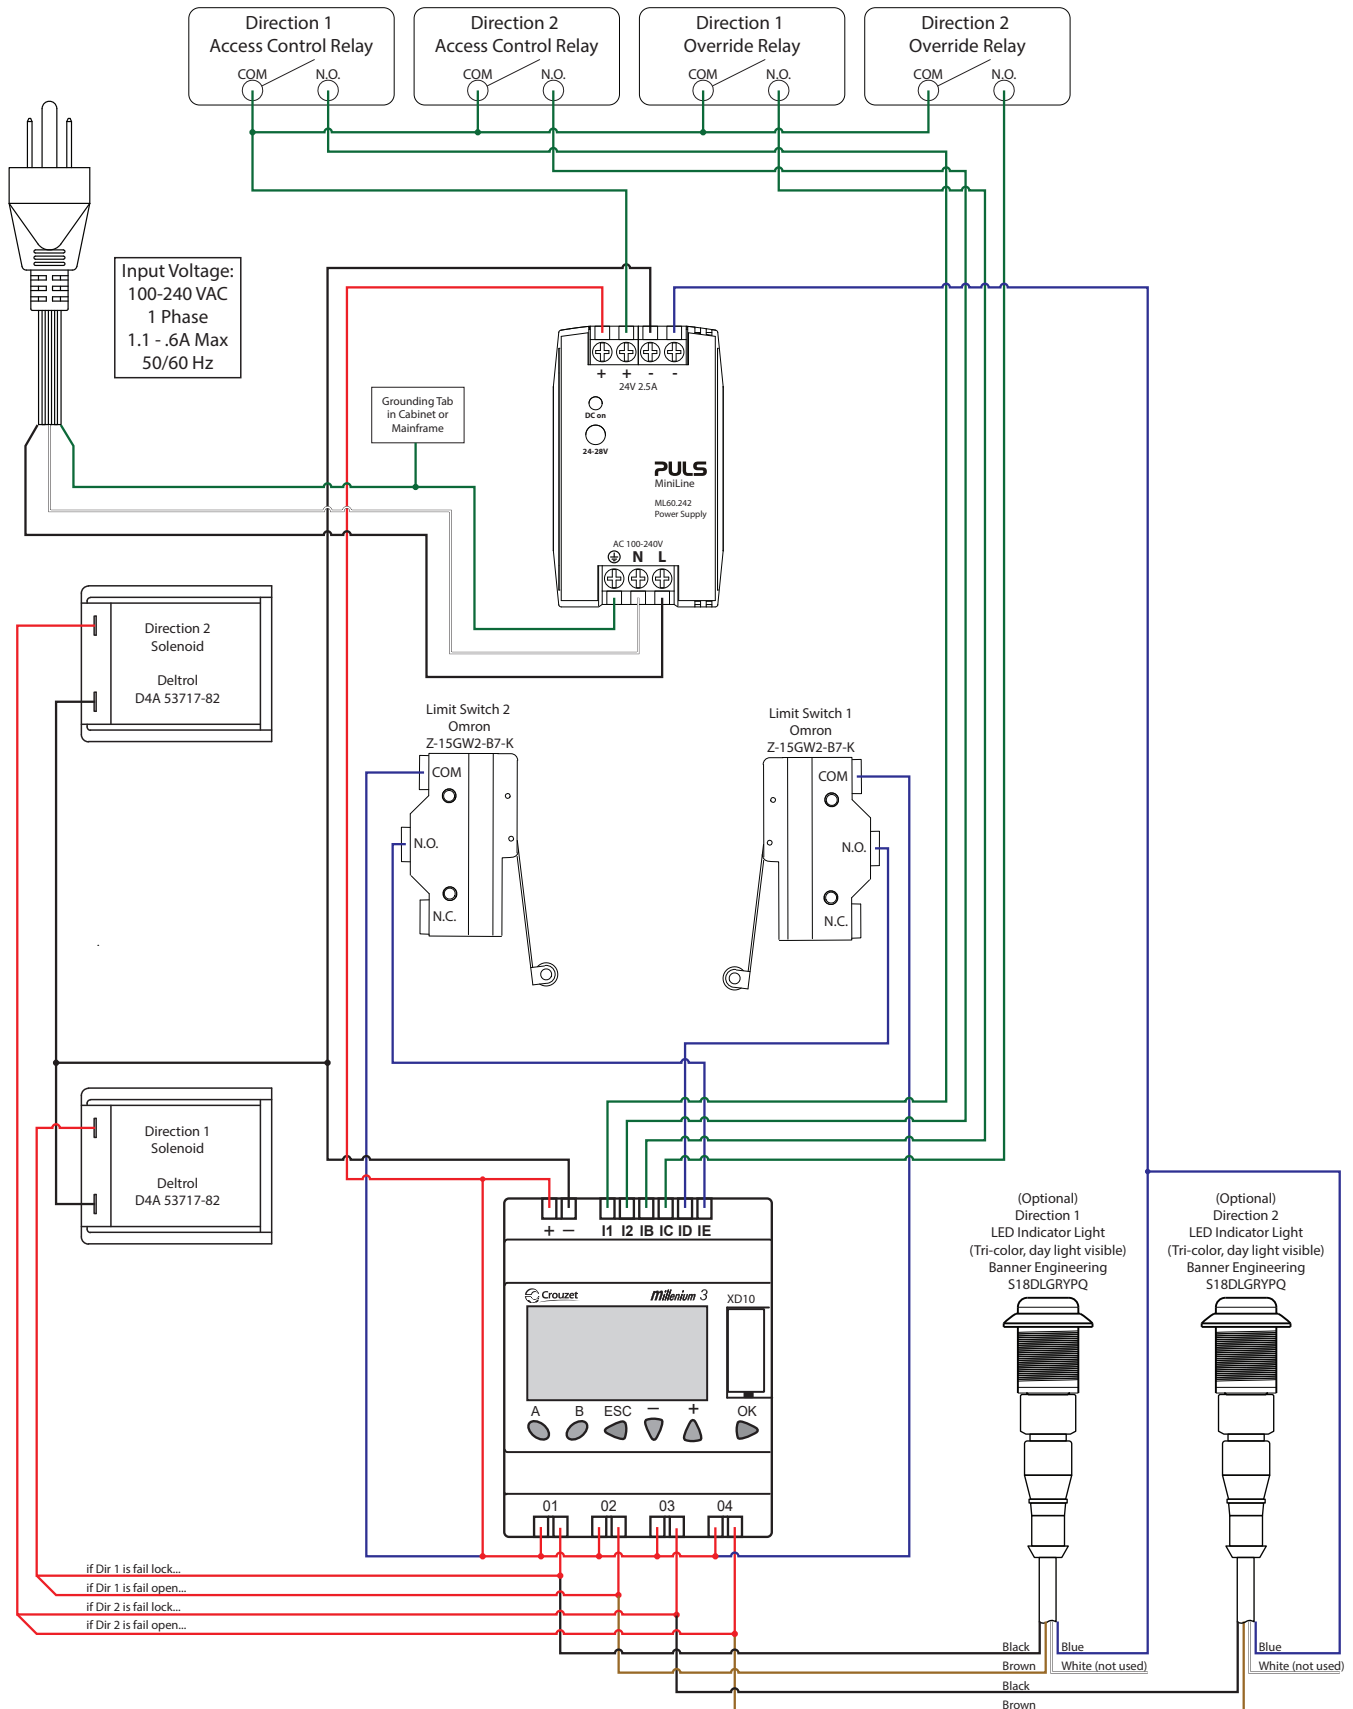 Direction 1
Access Control Relay
COM N.O.
Direction 2
Access Control Relay
COM N.O.
Direction 1
Override Relay
COM N.O.
Direction 2
Override Relay
COM N.O.
Input Voltage:
100-240 VAC
1 Phase
1.1 - .6A Max
50/60 Hz
Grounding Tab
in Cabinet or
Mainframe
+ + - -
24V 2.5A
DC on
24-28V
PULS
MiniLine
ML60.242
Power Supply
AC 100-240V
N L
Direction 2
Solenoid
Deltrol
D4A 53717-82
Limit Switch 2
Omron
Z-15GW2-B7-K
COM
N.O.
N.C.
Limit Switch 1
Omron
Z-15GW2-B7-K
COM
N.O.
N.C.
Direction 1
Solenoid
Deltrol
D4A 53717-82
+ − I1 I2 IB IC ID IE
Crouzet
Millenium 3
XD10
A B ESC − + OK
01 02 03 04
(Optional)
Direction 1
LED Indicator Light
(Tri-color, day light visible)
Banner Engineering
S18DLGRYPQ
(Optional)
Direction 2
LED Indicator Light
(Tri-color, day light visible)
Banner Engineering
S18DLGRYPQ
if Dir 1 is fail lock...
if Dir 1 is fail open...
if Dir 2 is fail lock...
if Dir 2 is fail open...
Black Blue
Brown White (not used)
Black
Brown
Blue
White (not used)